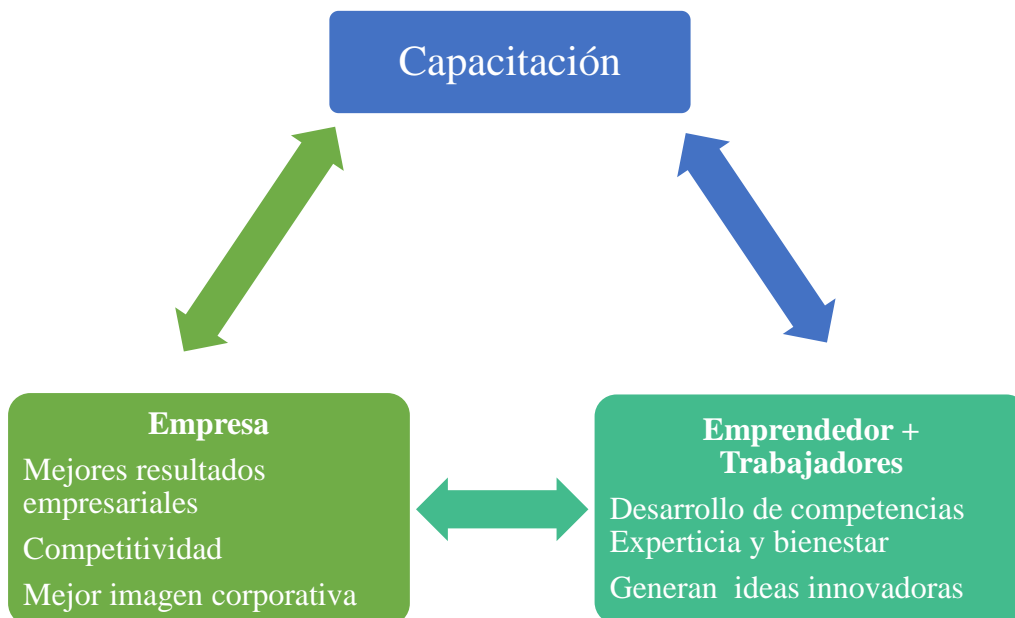 Capacitación
Empresa
Mejores resultados
empresariales
Competitividad
Mejor imagen corporativa
Emprendedor +
Trabajadores
Desarrollo de competencias
Experticia y bienestar
Generan ideas innovadoras